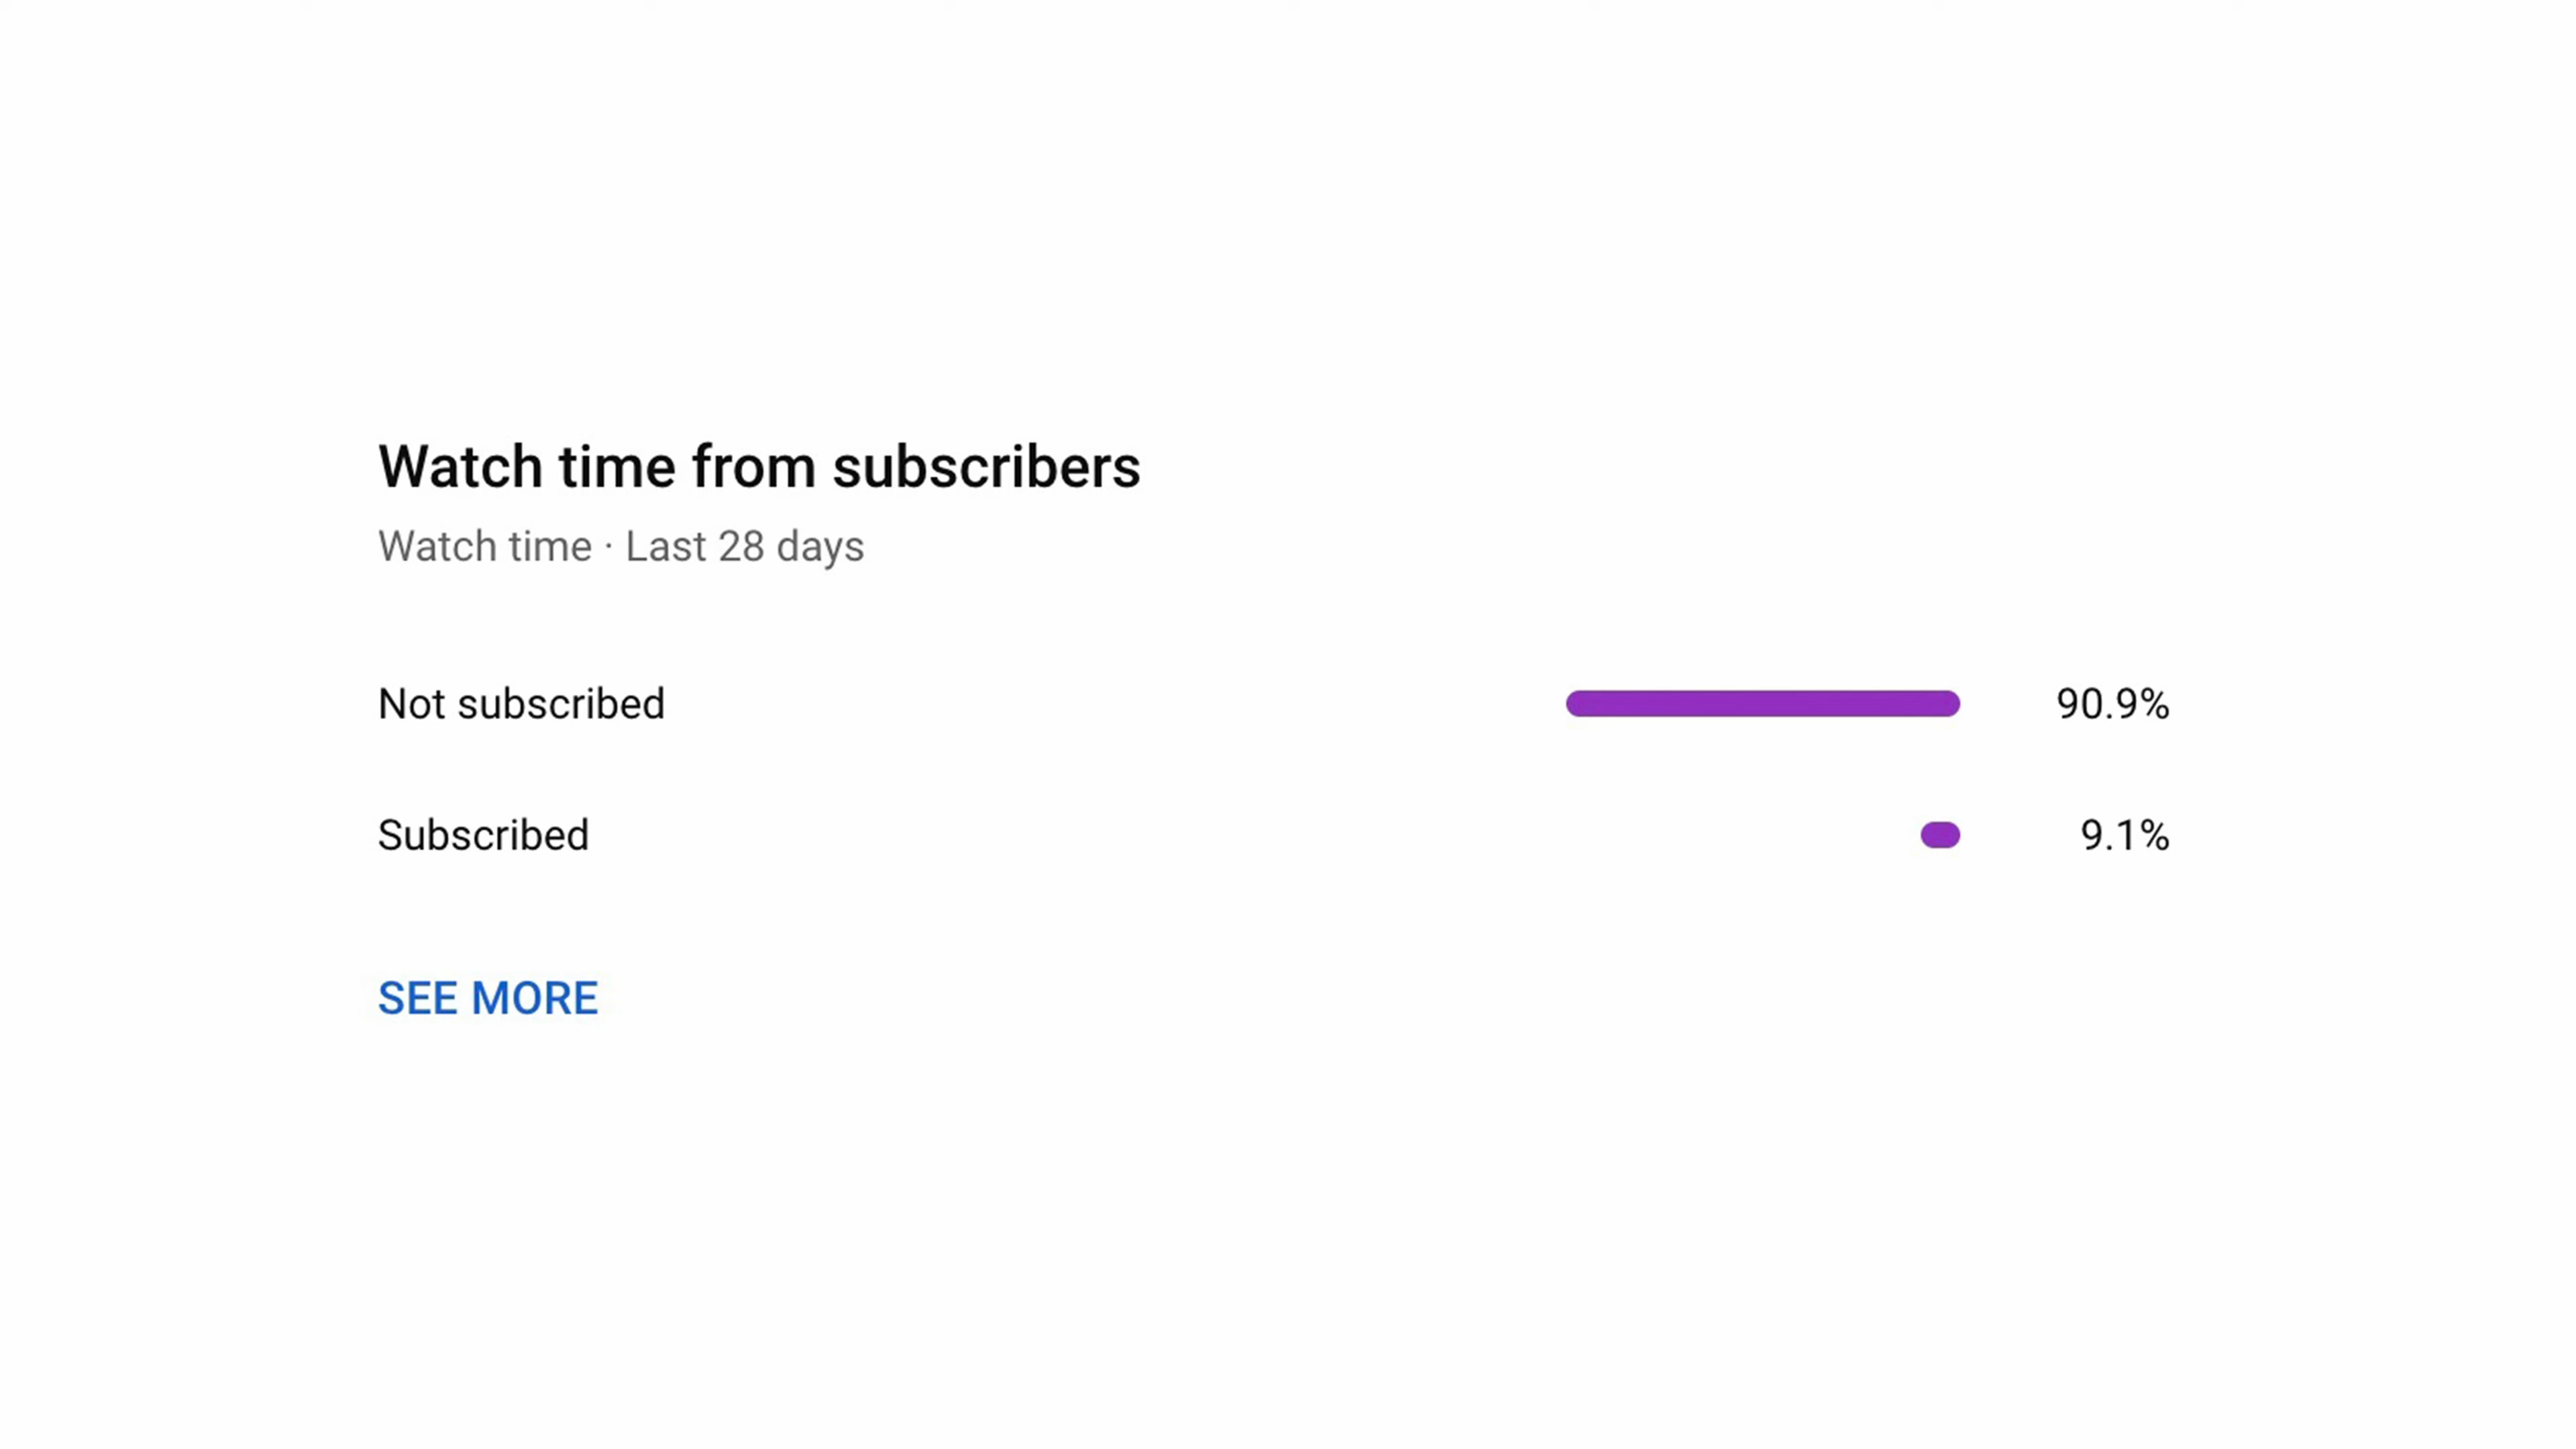 Watch time from subscribers
Watch time · Last 28 days
Not subscribed 90.9%
Subscribed 9.1%
SEE MORE